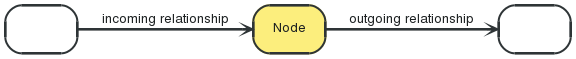 incoming relationship
Node
outgoing relationship